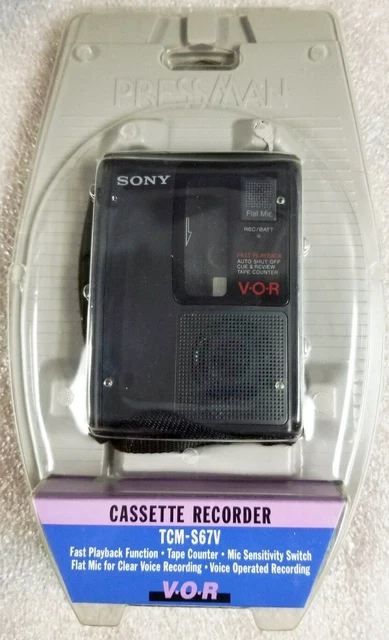 PRESSMAN
SONY
Flat Mic
REC/BATT
FAST PLAYBACK
AUTO SHUT OFF
CUE & REVIEW
TAPE COUNTER
V·O·R
CASSETTE RECORDER
TCM-S67V
Fast Playback Function • Tape Counter • Mic Sensitivity Switch
Flat Mic for Clear Voice Recording • Voice Operated Recording
V·O·R